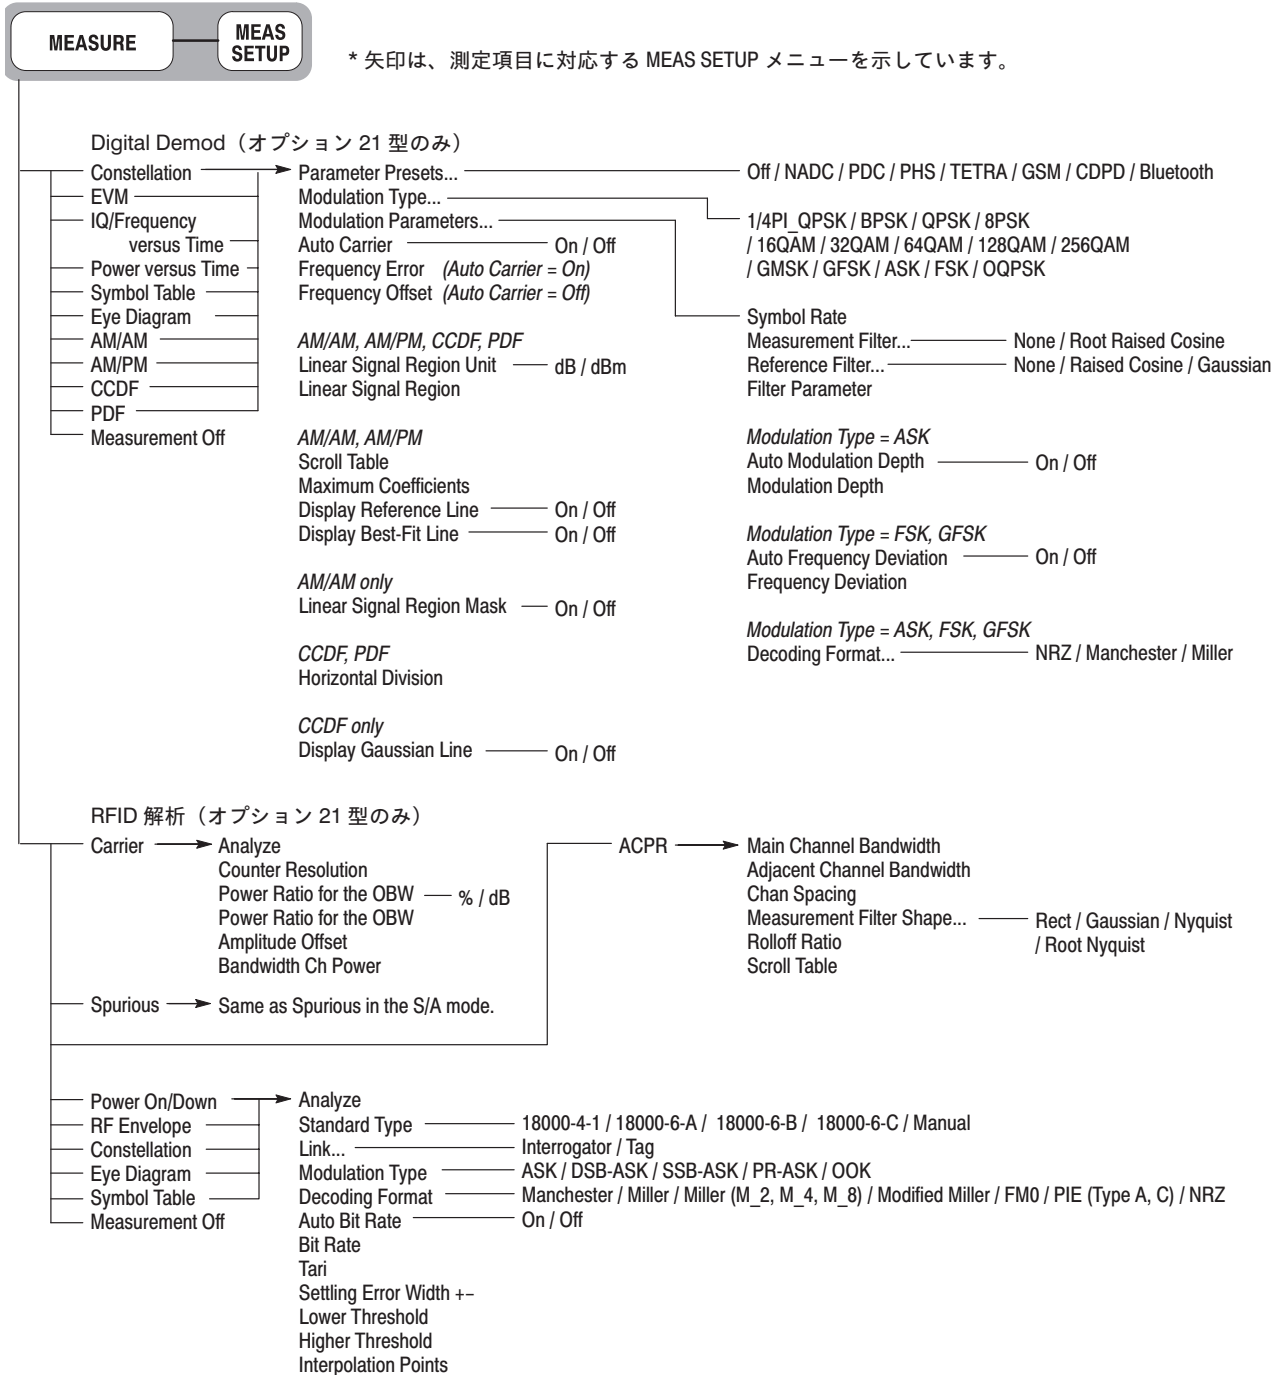 MEASURE
MEAS
SETUP
* 矢印は、測定項目に対応する MEAS SETUP メニューを示しています。
Digital Demod（オプション 21 型のみ）
Constellation
EVM
IQ/Frequency
versus Time
Power versus Time
Symbol Table
Eye Diagram
AM/AM
AM/PM
CCDF
PDF
Measurement Off
Parameter Presets...
Modulation Type...
Modulation Parameters...
Auto Carrier On / Off
Frequency Error (Auto Carrier = On)
Frequency Offset (Auto Carrier = Off)
AM/AM, AM/PM, CCDF, PDF
Linear Signal Region Unit dB / dBm
Linear Signal Region
AM/AM, AM/PM
Scroll Table
Maximum Coefficients
Display Reference Line On / Off
Display Best-Fit Line On / Off
AM/AM only
Linear Signal Region Mask On / Off
CCDF, PDF
Horizontal Division
CCDF only
Display Gaussian Line On / Off
Off / NADC / PDC / PHS / TETRA / GSM / CDPD / Bluetooth
1/4PI_QPSK / BPSK / QPSK / 8PSK
/ 16QAM / 32QAM / 64QAM / 128QAM / 256QAM
/ GMSK / GFSK / ASK / FSK / OQPSK
Symbol Rate
Measurement Filter... None / Root Raised Cosine
Reference Filter... None / Raised Cosine / Gaussian
Filter Parameter
Modulation Type = ASK
Auto Modulation Depth On / Off
Modulation Depth
Modulation Type = FSK, GFSK
Auto Frequency Deviation On / Off
Frequency Deviation
Modulation Type = ASK, FSK, GFSK
Decoding Format... NRZ / Manchester / Miller
RFID 解析（オプション 21 型のみ）
Carrier
Analyze
Counter Resolution
Power Ratio for the OBW % / dB
Power Ratio for the OBW
Amplitude Offset
Bandwidth Ch Power
Spurious Same as Spurious in the S/A mode.
ACPR
Main Channel Bandwidth
Adjacent Channel Bandwidth
Chan Spacing
Measurement Filter Shape... Rect / Gaussian / Nyquist
/ Root Nyquist
Rolloff Ratio
Scroll Table
Power On/Down
RF Envelope
Constellation
Eye Diagram
Symbol Table
Measurement Off
Analyze
Standard Type 18000-4-1 / 18000-6-A / 18000-6-B / 18000-6-C / Manual
Link... Interrogator / Tag
Modulation Type ASK / DSB-ASK / SSB-ASK / PR-ASK / OOK
Decoding Format Manchester / Miller / Miller (M_2, M_4, M_8) / Modified Miller / FM0 / PIE (Type A, C) / NRZ
Auto Bit Rate On / Off
Bit Rate
Tari
Settling Error Width +−
Lower Threshold
Higher Threshold
Interpolation Points